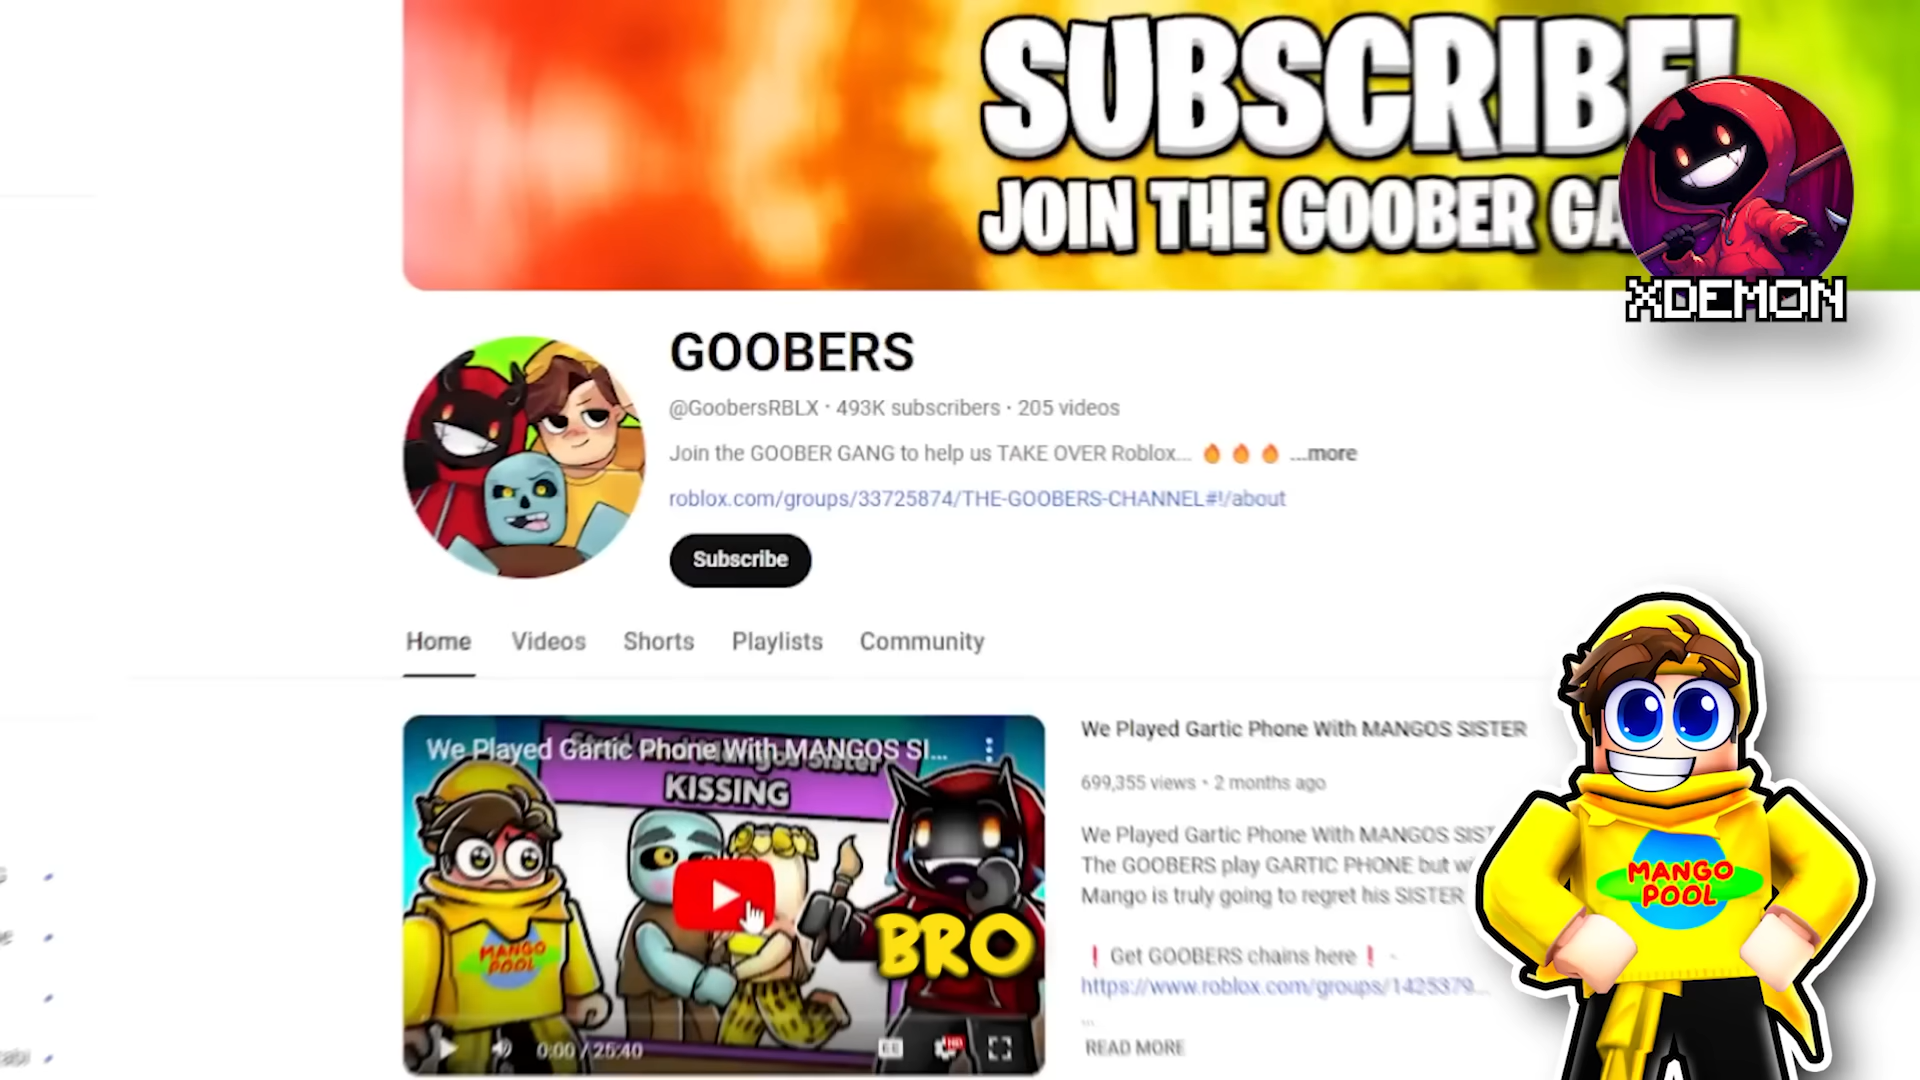 SUBSCRIBE!
JOIN THE GOOBER GA
XDEMON
GOOBERS
@GoobersRBLX · 493K subscribers · 205 videos
Join the GOOBER GANG to help us TAKE OVER Roblox... 🔥 🔥 🔥 ...more
roblox.com/groups/33725874/THE-GOOBERS-CHANNEL#!/about
Subscribe
Home Videos Shorts Playlists Community
We Played Gartic Phone With MANGOS SI...
KISSING
MANGO
POOL
BRO
0:00 / 25:40
CC
HD
We Played Gartic Phone With MANGOS SISTER
699,355 views · 2 months ago
We Played Gartic Phone With MANGOS SIST
The GOOBERS play GARTIC PHONE but wi
Mango is truly going to regret his SISTER
❗ Get GOOBERS chains here ❗ -
https://www.roblox.com/groups/1425379...
...
READ MORE
MANGO
POOL